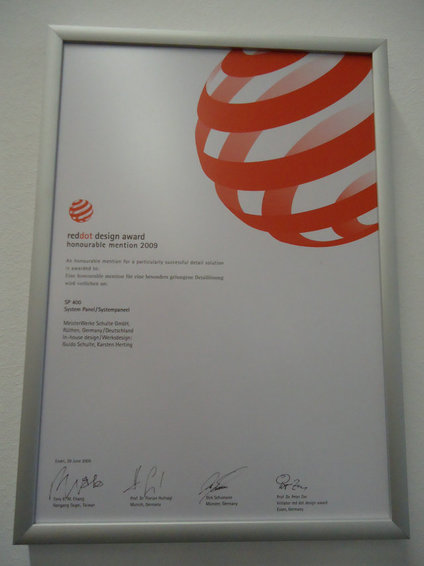 reddot design award
honourable mention 2009
An honourable mention for a particularly successful detail solution
is awarded to:
Eine honourable mention für eine besonders gelungene Detaillösung
wird verliehen an:
SP 400
System Panel/Systempaneel
MeisterWerke Schulte GmbH,
Rüthen, Germany/Deutschland
In-house design/Werksdesign:
Guido Schulte, Karsten Herting
Essen, 29 June 2009
Prof. Dr. Florian Hufnagl
Munich, Germany
Dirk Schumann
Münster, Germany
Prof. Dr. Peter Zec
Initiator red dot design award
Essen, Germany